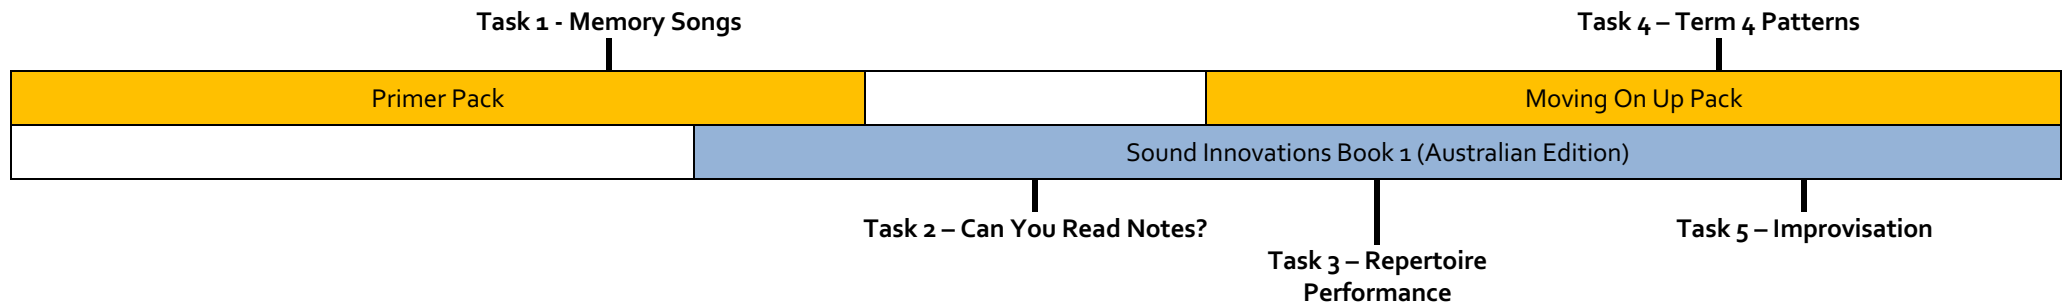 Task 1 - Memory Songs
Task 4 – Term 4 Patterns
Primer Pack
Moving On Up Pack
Sound Innovations Book 1 (Australian Edition)
Task 2 – Can You Read Notes?
Task 5 – Improvisation
Task 3 – Repertoire
Performance